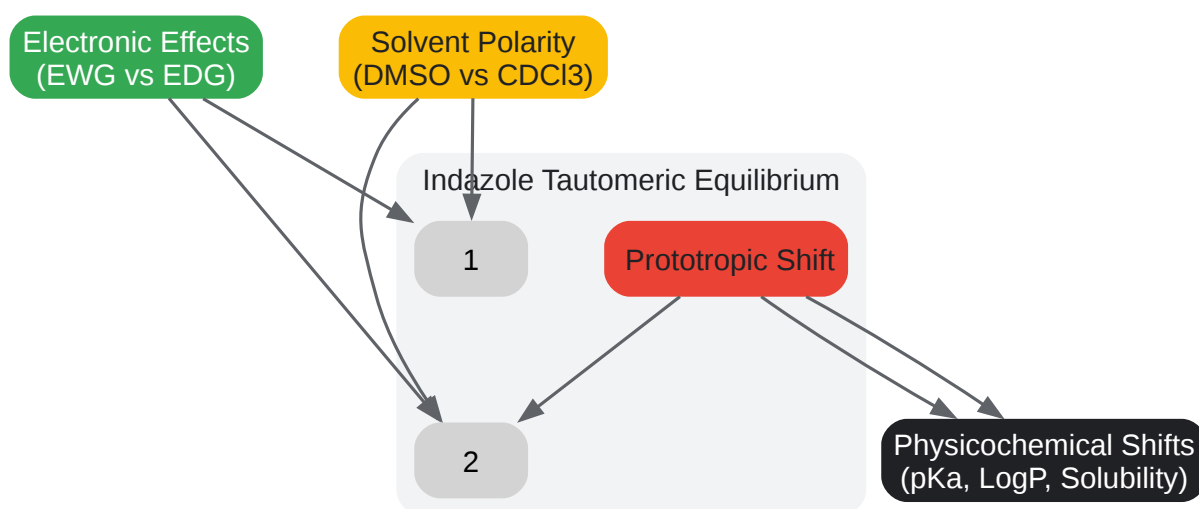 Electronic Effects
(EWG vs EDG)
Solvent Polarity
(DMSO vs CDCl3)
Indazole Tautomeric Equilibrium
1
Prototropic Shift
2
Physicochemical Shifts
(pKa, LogP, Solubility)